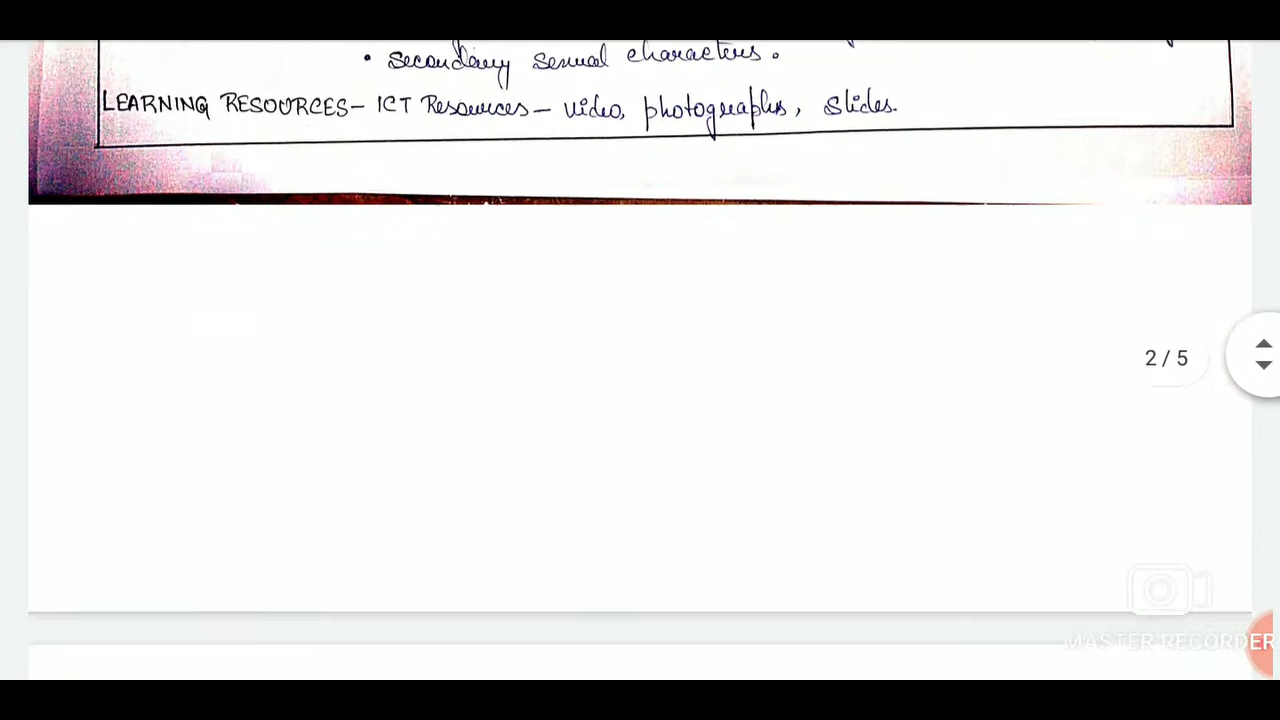 • secondary sexual characters.
LEARNING RESOURCES – ICT Resources – video, photographs, slides.
2 / 5
MASTER RECORDER